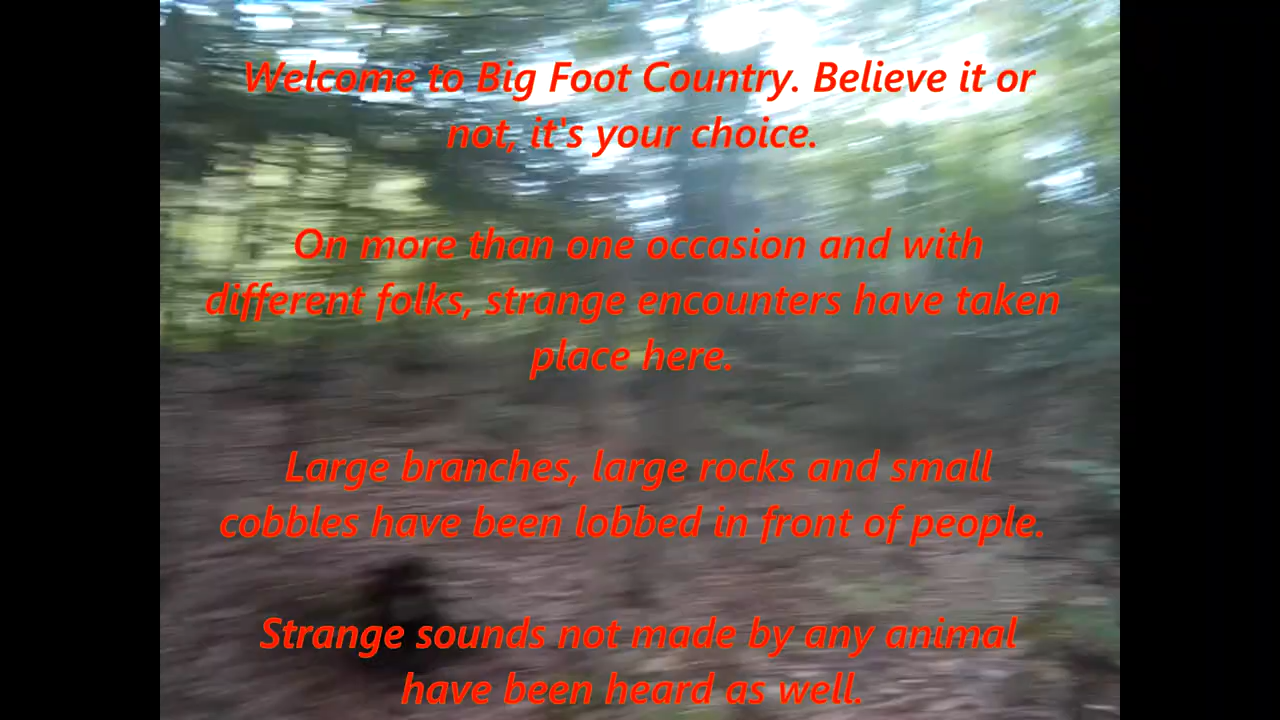 Welcome to Big Foot Country. Believe it or
not, it's your choice.
On more than one occasion and with
different folks, strange encounters have taken
place here.
Large branches, large rocks and small
cobbles have been lobbed in front of people.
Strange sounds not made by any animal
have been heard as well.